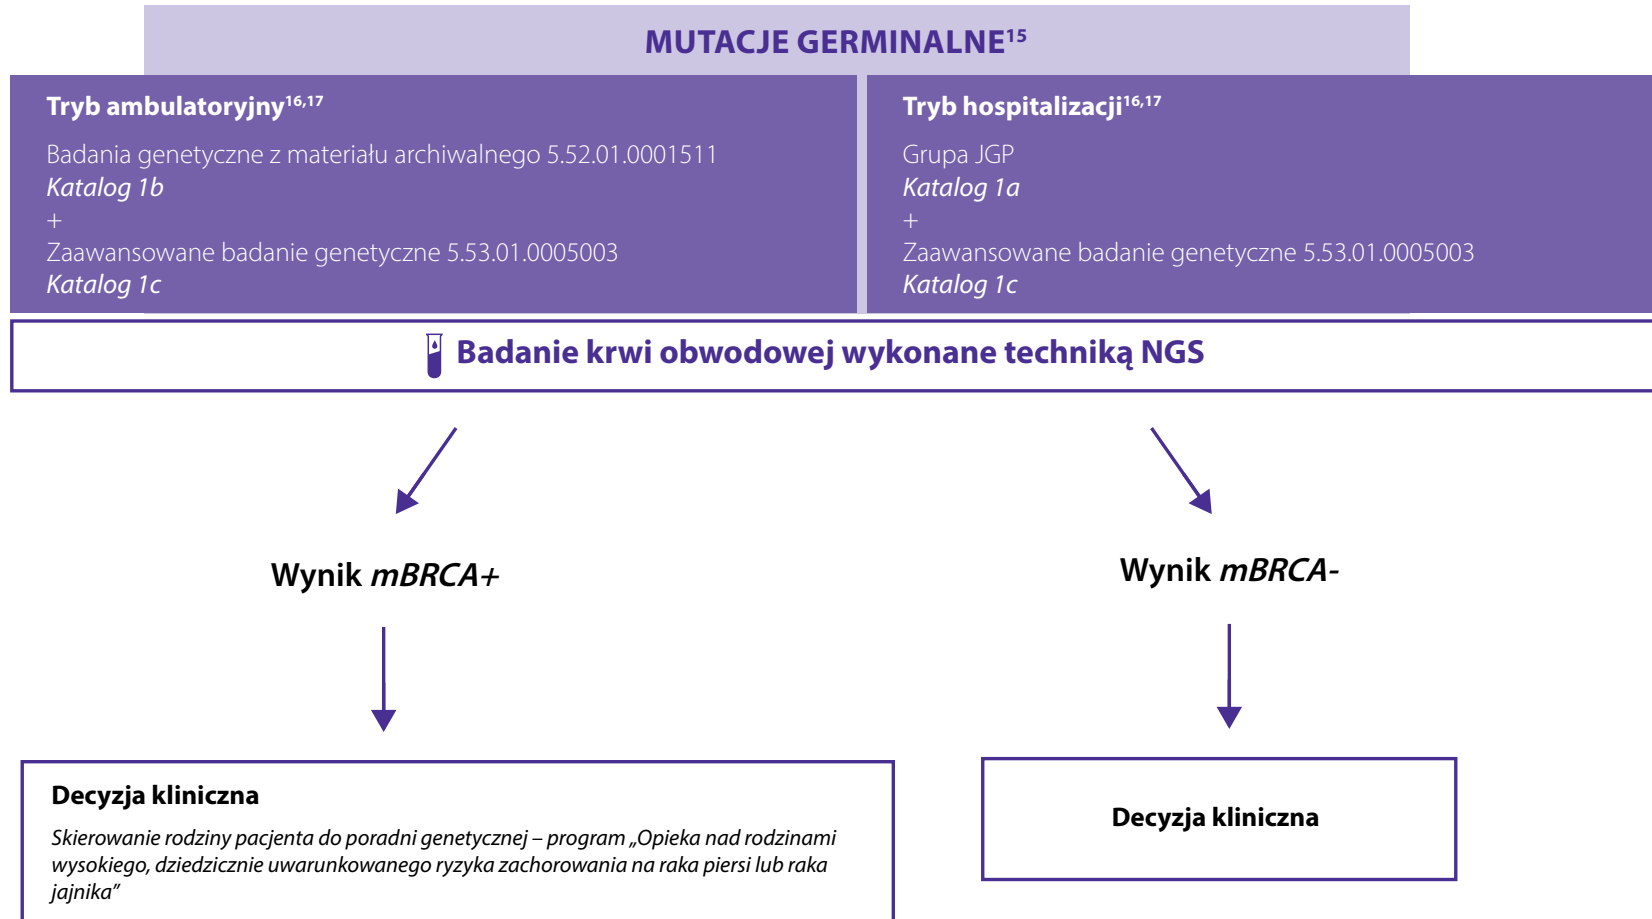 MUTACJE GERMINALNE¹⁵
Tryb ambulatoryjny¹⁶,¹⁷
Badania genetyczne z materiału archiwalnego 5.52.01.0001511
Katalog 1b
+
Zaawansowane badanie genetyczne 5.53.01.0005003
Katalog 1c
Tryb hospitalizacji¹⁶,¹⁷
Grupa JGP
Katalog 1a
+
Zaawansowane badanie genetyczne 5.53.01.0005003
Katalog 1c
Badanie krwi obwodowej wykonane techniką NGS
Wynik mBRCA+
Wynik mBRCA-
Decyzja kliniczna
Skierowanie rodziny pacjenta do poradni genetycznej – program „Opieka nad rodzinami
wysokiego, dziedzicznie uwarunkowanego ryzyka zachorowania na raka piersi lub raka
jajnika”
Decyzja kliniczna